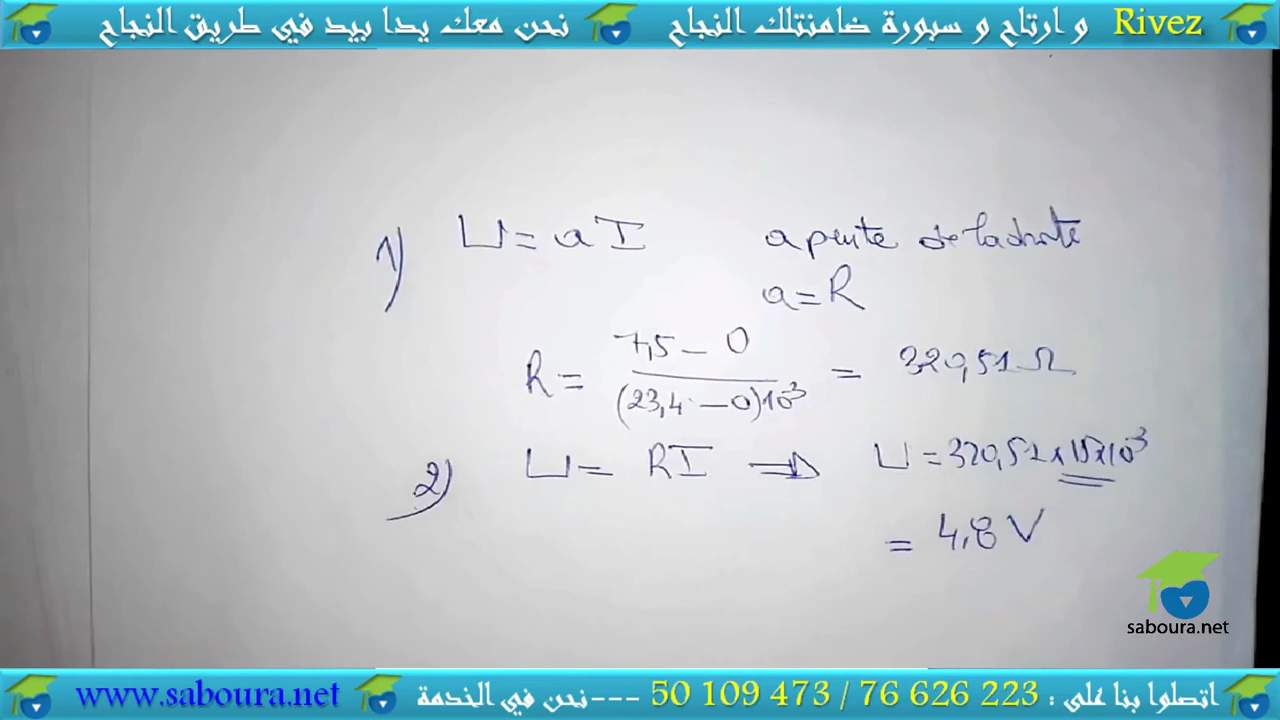 نحن معك يدا بيد في طريق النجاح و ارتاح و سبورة ضامنتلك النجاح Rivez
1) U = aI a pente de la droite
a = R
R = (7,5 - 0) / ((23,4 - 0)10³) = 320,51 Ω
2) U = RI ⇒ U = 320,51 x 15x10⁻³
= 4,8 V
saboura.net
www.saboura.net اتصلوا بنا على : 50 109 473 / 76 626 223 ---نحن في الخدمة